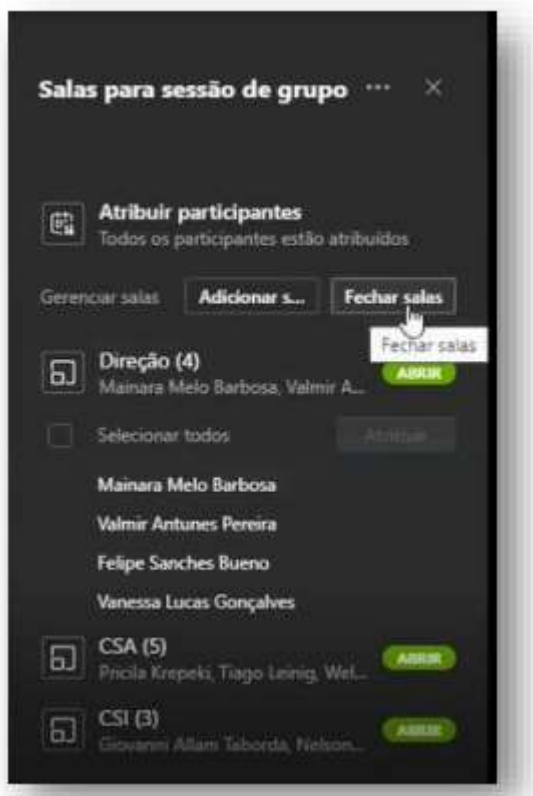 Salas para sessão de grupo ...
Atribuir participantes
Todos os participantes estão atribuídos
Gerenciar salas Adicionar s... Fechar salas
Fechar salas
Direção (4) ABRIR
Mainara Melo Barbosa, Valmir A...
Selecionar todos Atribuir
Mainara Melo Barbosa
Valmir Antunes Pereira
Felipe Sanches Bueno
Vanessa Lucas Gonçalves
CSA (5) ABRIR
Pricila Krepeki, Tiago Leinig, Wel...
CSI (3) ABRIR
Giovanni Allam Taborda, Nelson...